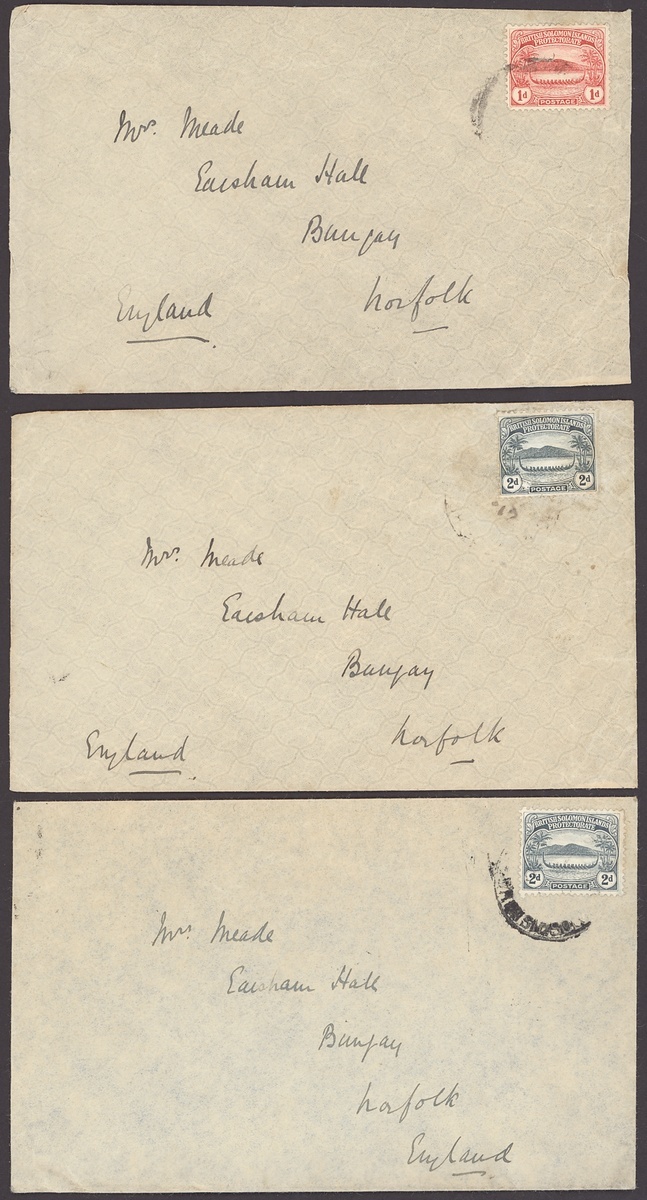 BRITISH SOLOMON ISLANDS
PROTECTORATE
1d 1d
POSTAGE
Mrs. Meade
Earsham Hall
Bungay
Norfolk
England
BRITISH SOLOMON ISLANDS
PROTECTORATE
2d 2d
POSTAGE
Mrs. Meade
Earsham Hall
Bungay
Norfolk
England
BRITISH SOLOMON ISLANDS
PROTECTORATE
2d 2d
POSTAGE
Mrs. Meade
Earsham Hall
Bungay
Norfolk
England